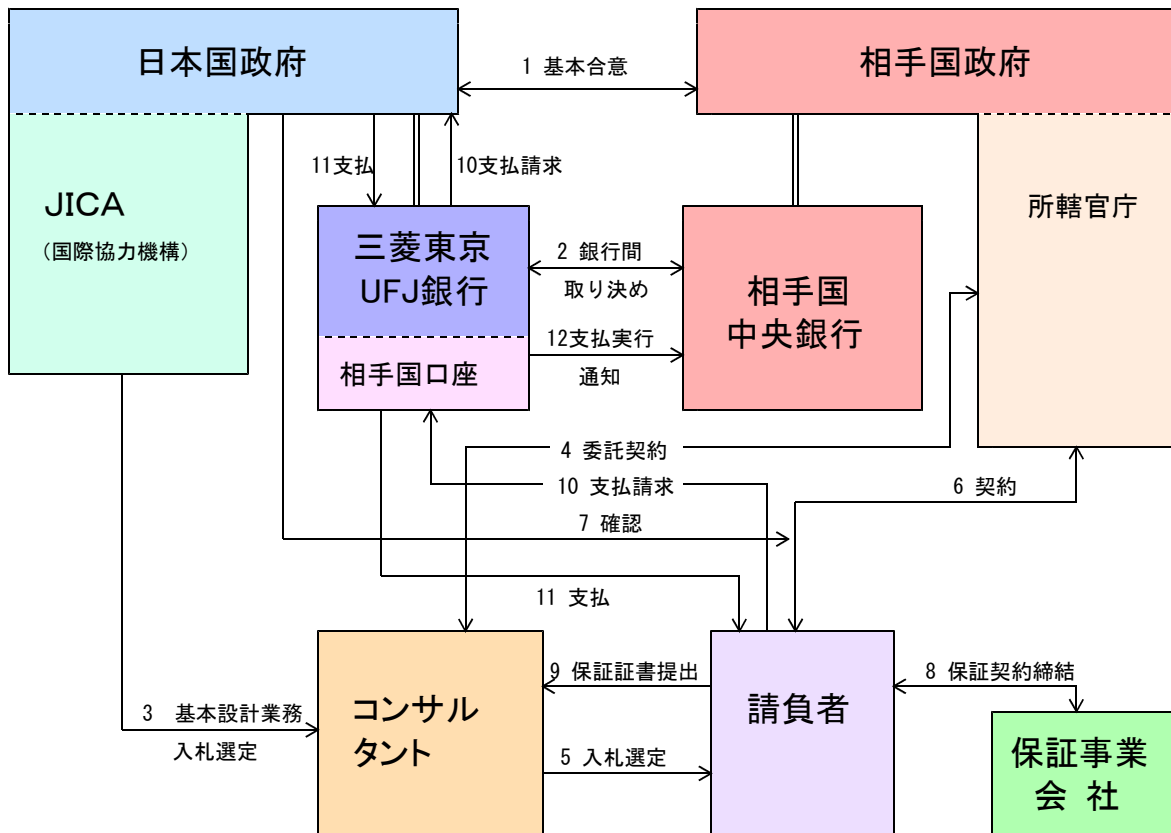 日本国政府
相手国政府
1 基本合意
11支払
10支払請求
JICA
(国際協力機構)
所轄官庁
三菱東京
UFJ銀行
2 銀行間
取り決め
相手国
中央銀行
12支払実行
通知
相手国口座
4 委託契約
10 支払請求
6 契約
7 確認
11 支払
9 保証証書提出
8 保証契約締結
コンサル
タント
請負者
3 基本設計業務
入札選定
5 入札選定
保証事業
会 社